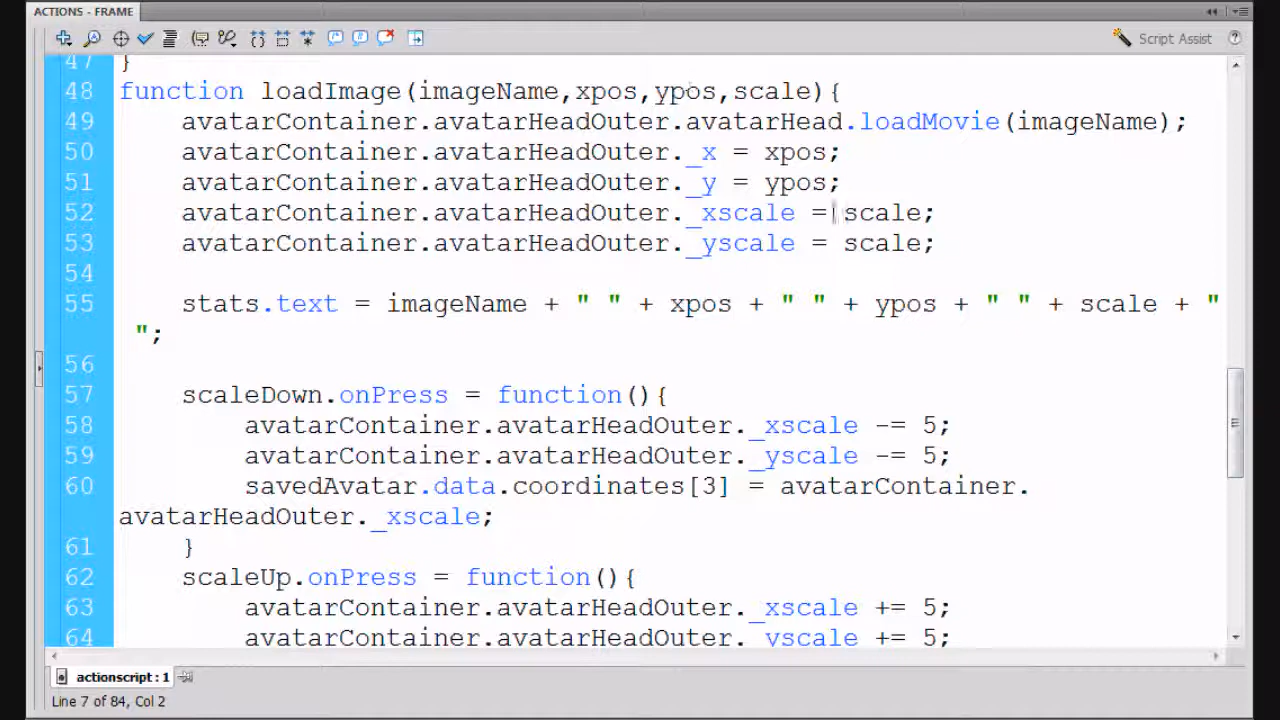 ACTIONS - FRAME
Script Assist
47 }
48 function loadImage(imageName,xpos,ypos,scale){
49 avatarContainer.avatarHeadOuter.avatarHead.loadMovie(imageName);
50 avatarContainer.avatarHeadOuter._x = xpos;
51 avatarContainer.avatarHeadOuter._y = ypos;
52 avatarContainer.avatarHeadOuter._xscale = scale;
53 avatarContainer.avatarHeadOuter._yscale = scale;
54
55 stats.text = imageName + " " + xpos + " " + ypos + " " + scale + "
";
56
57 scaleDown.onPress = function(){
58 avatarContainer.avatarHeadOuter._xscale -= 5;
59 avatarContainer.avatarHeadOuter._yscale -= 5;
60 savedAvatar.data.coordinates[3] = avatarContainer.
avatarHeadOuter._xscale;
61 }
62 scaleUp.onPress = function(){
63 avatarContainer.avatarHeadOuter._xscale += 5;
64 avatarContainer.avatarHeadOuter._yscale += 5;
actionscript : 1
Line 7 of 84, Col 2